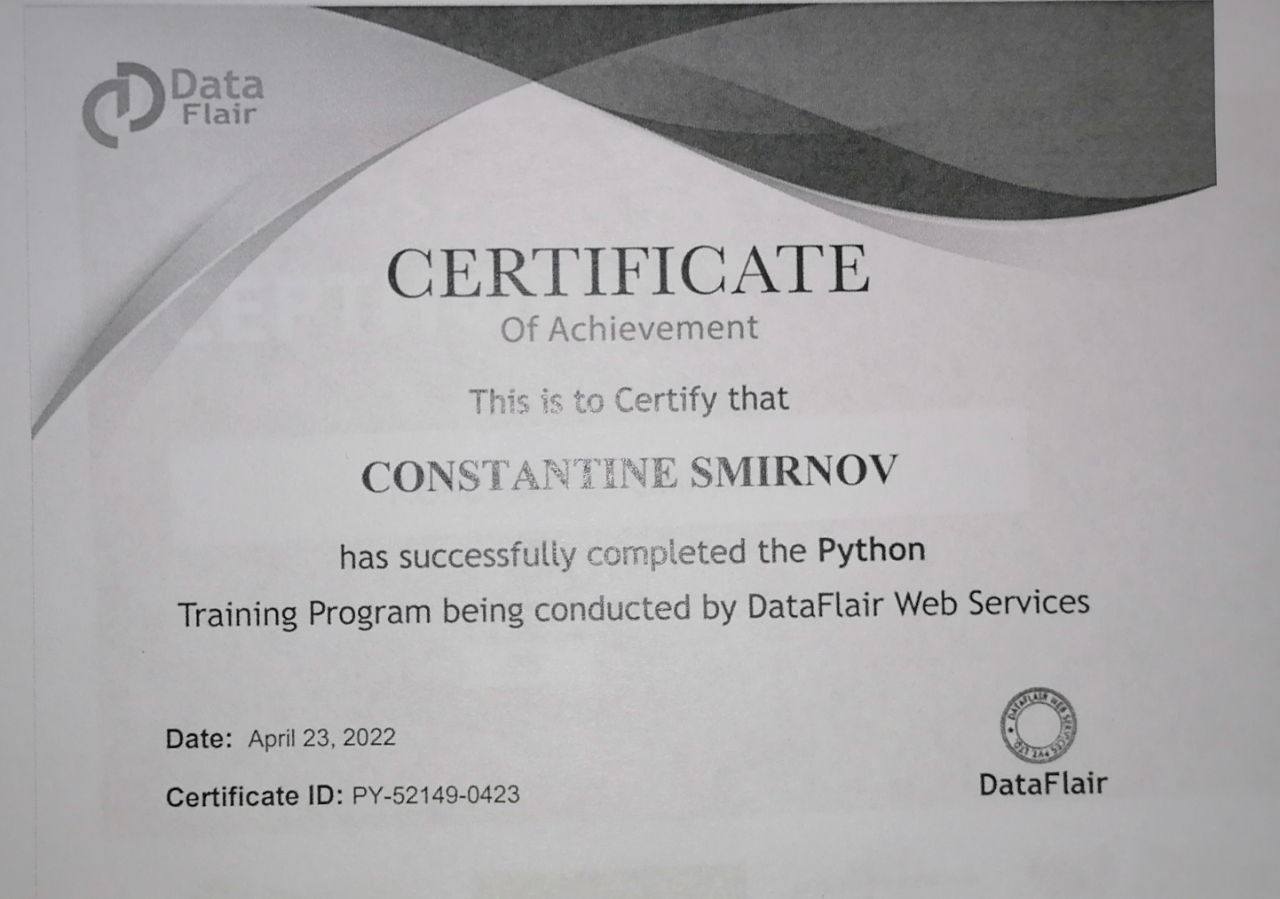 Data
Flair
CERTIFICATE
Of Achievement
This is to Certify that
CONSTANTINE SMIRNOV
has successfully completed the Python
Training Program being conducted by DataFlair Web Services
Date: April 23, 2022
Certificate ID: PY-52149-0423
DATAFLAIR WEB SERVICES PVT LTD
DataFlair